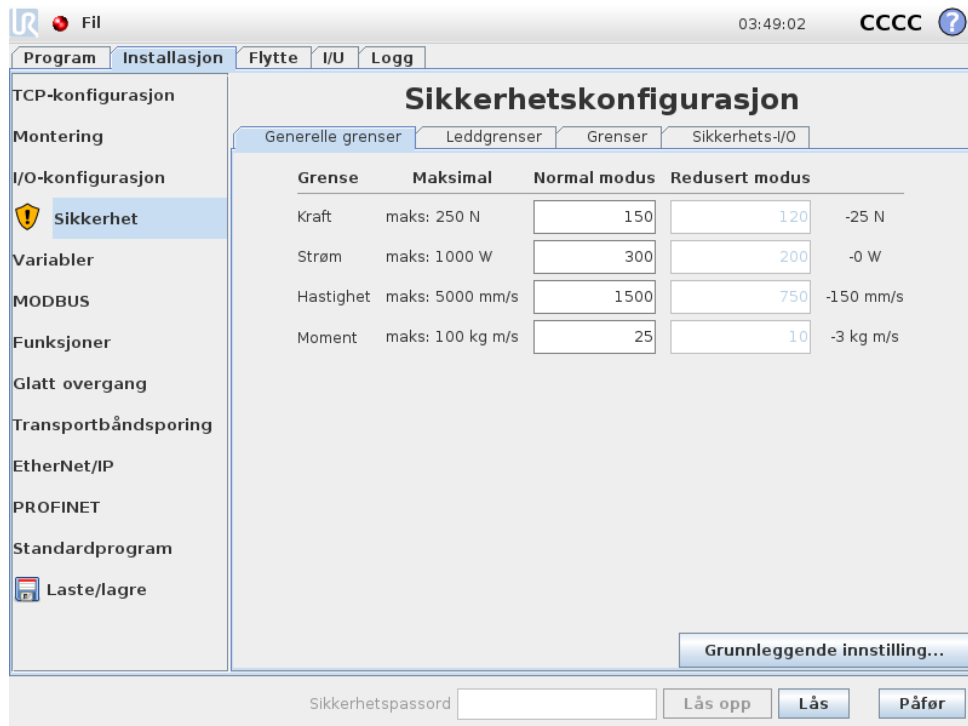 UR Fil 03:49:02 CCCC ?
Program Installasjon Flytte I/U Logg
TCP-konfigurasjon
Montering
I/O-konfigurasjon
Sikkerhet
Variabler
MODBUS
Funksjoner
Glatt overgang
Transportbåndsporing
EtherNet/IP
PROFINET
Standardprogram
Laste/lagre
Sikkerhetskonfigurasjon
Generelle grenser Leddgrenser Grenser Sikkerhets-I/O
Grense Maksimal Normal modus Redusert modus
Kraft maks: 250 N 150 120 -25 N
Strøm maks: 1000 W 300 200 -0 W
Hastighet maks: 5000 mm/s 1500 750 -150 mm/s
Moment maks: 100 kg m/s 25 10 -3 kg m/s
Grunnleggende innstilling...
Sikkerhetspassord Lås opp Lås Påfør